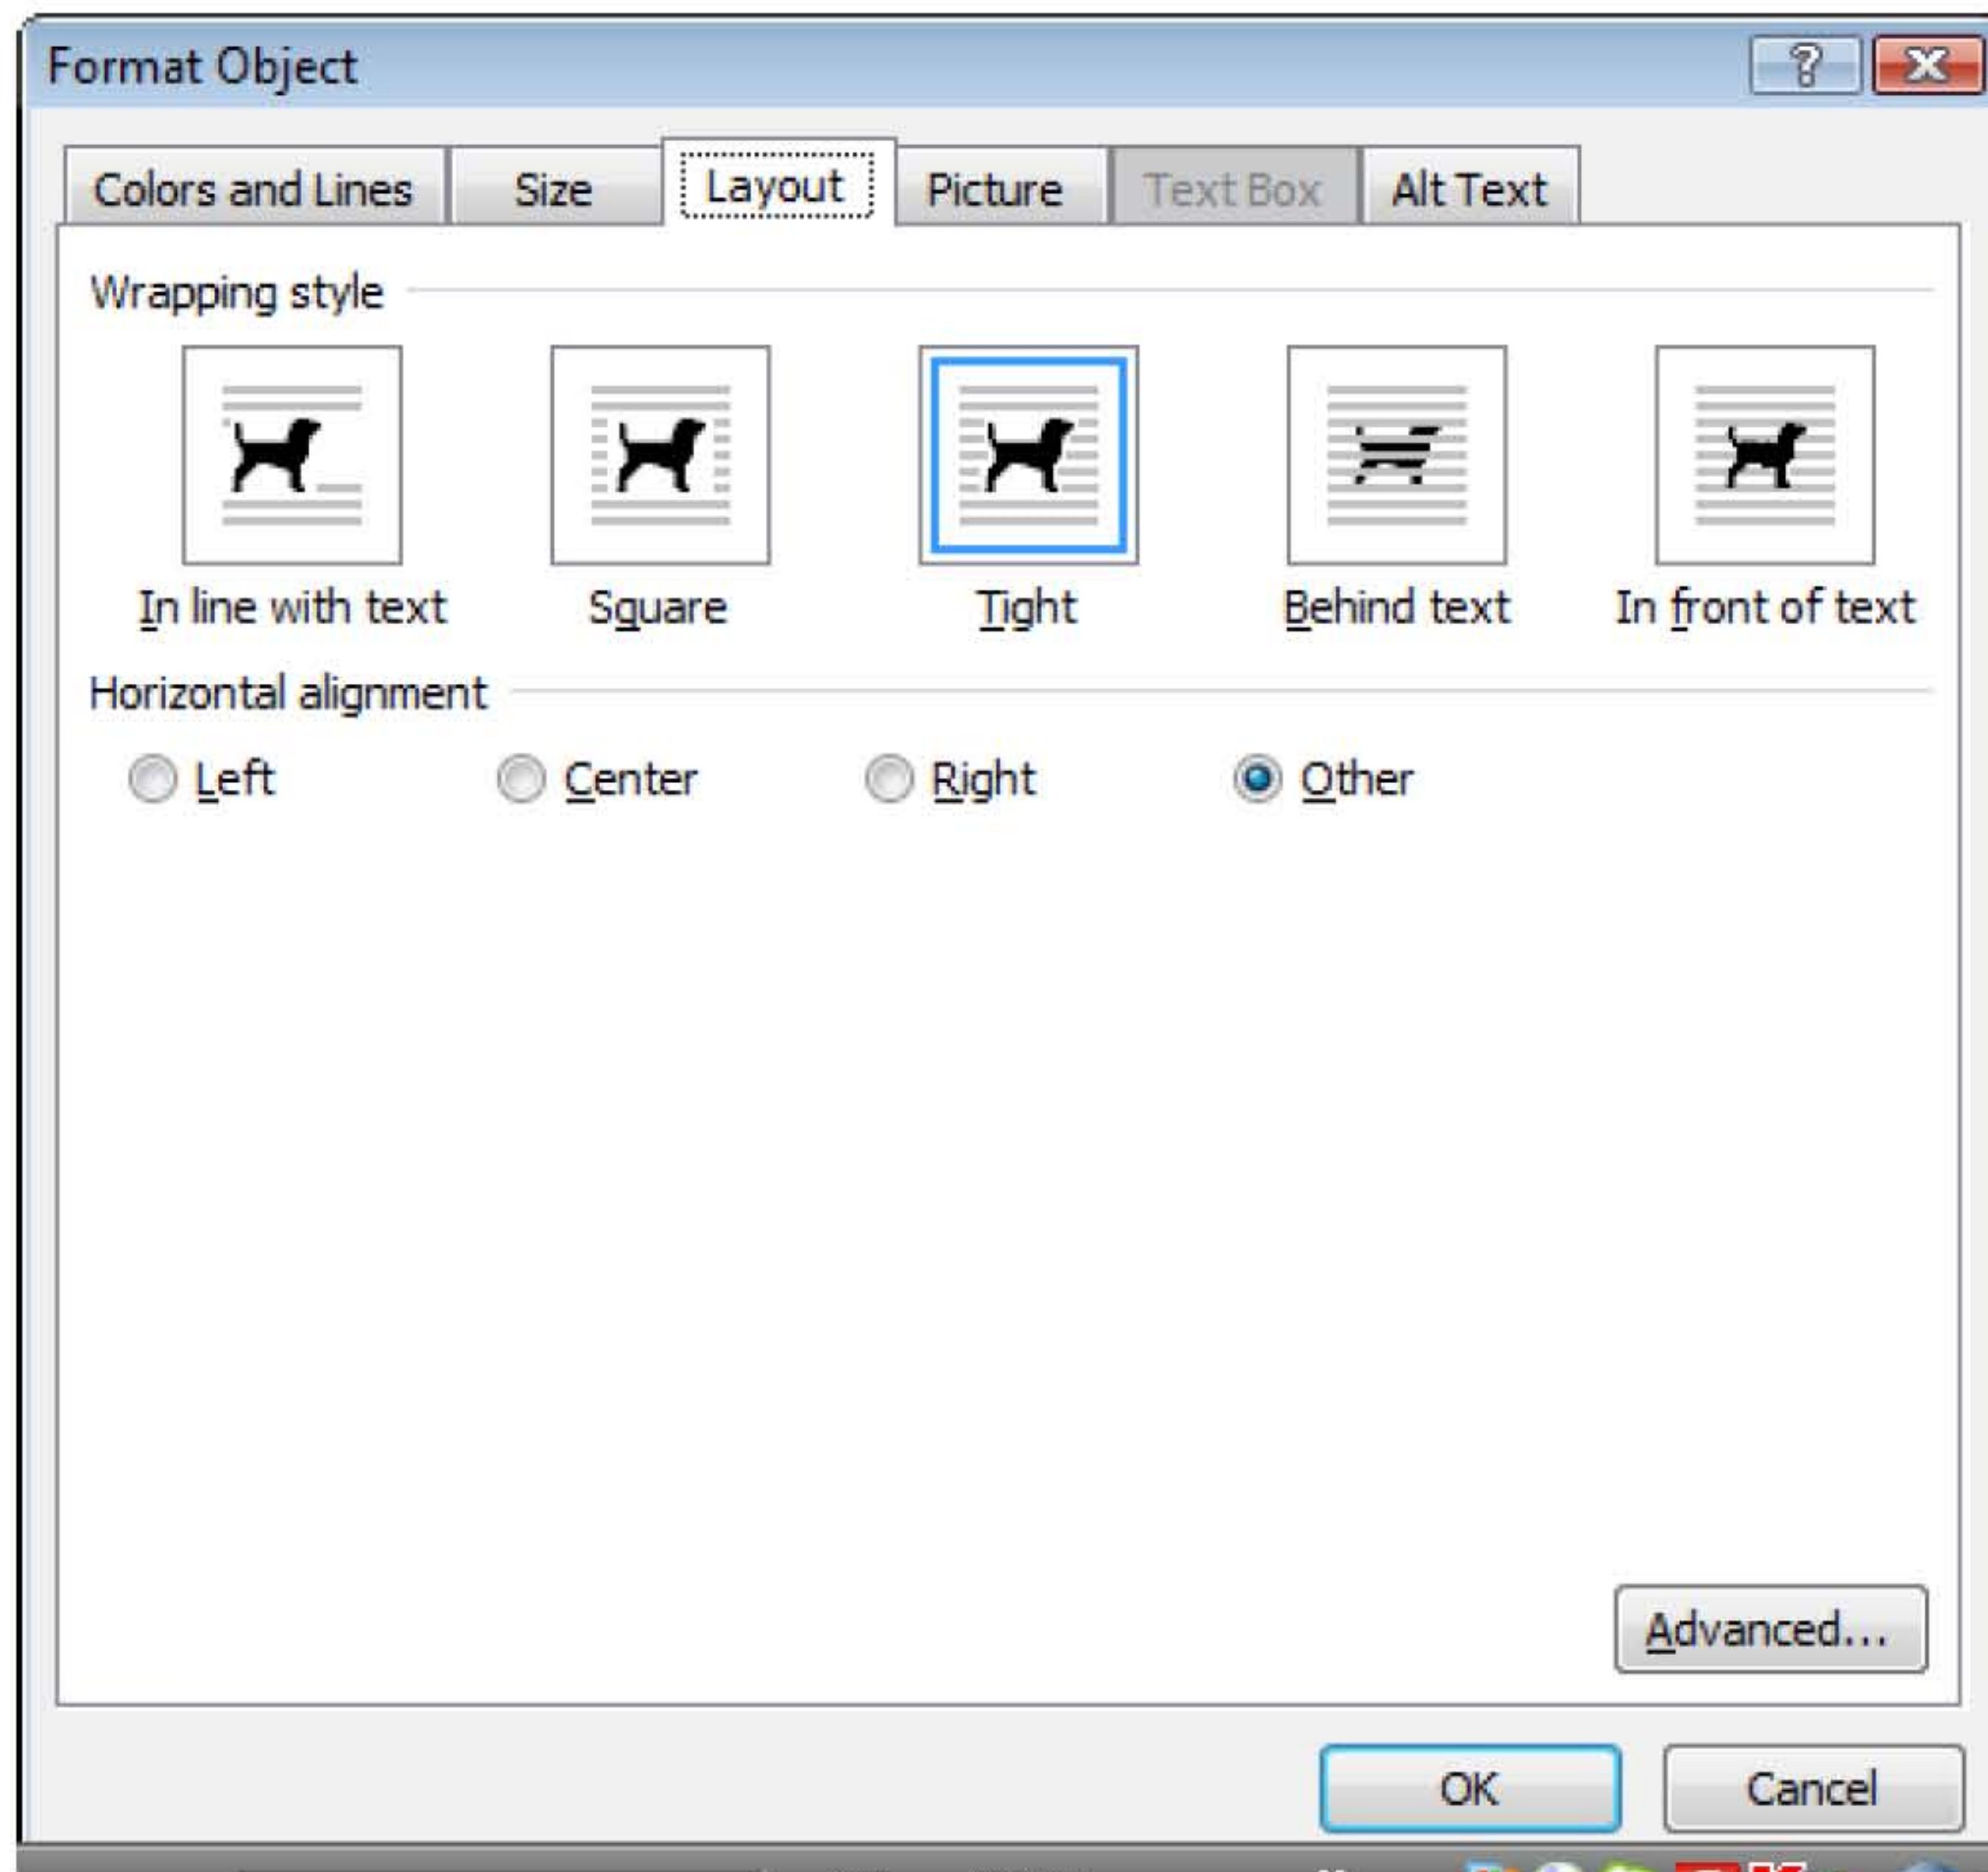 Format Object
Colors and Lines Size Layout Picture Text Box Alt Text
Wrapping style
In line with text Square Tight Behind text In front of text
Horizontal alignment
Left Center Right Other
Advanced...
OK Cancel